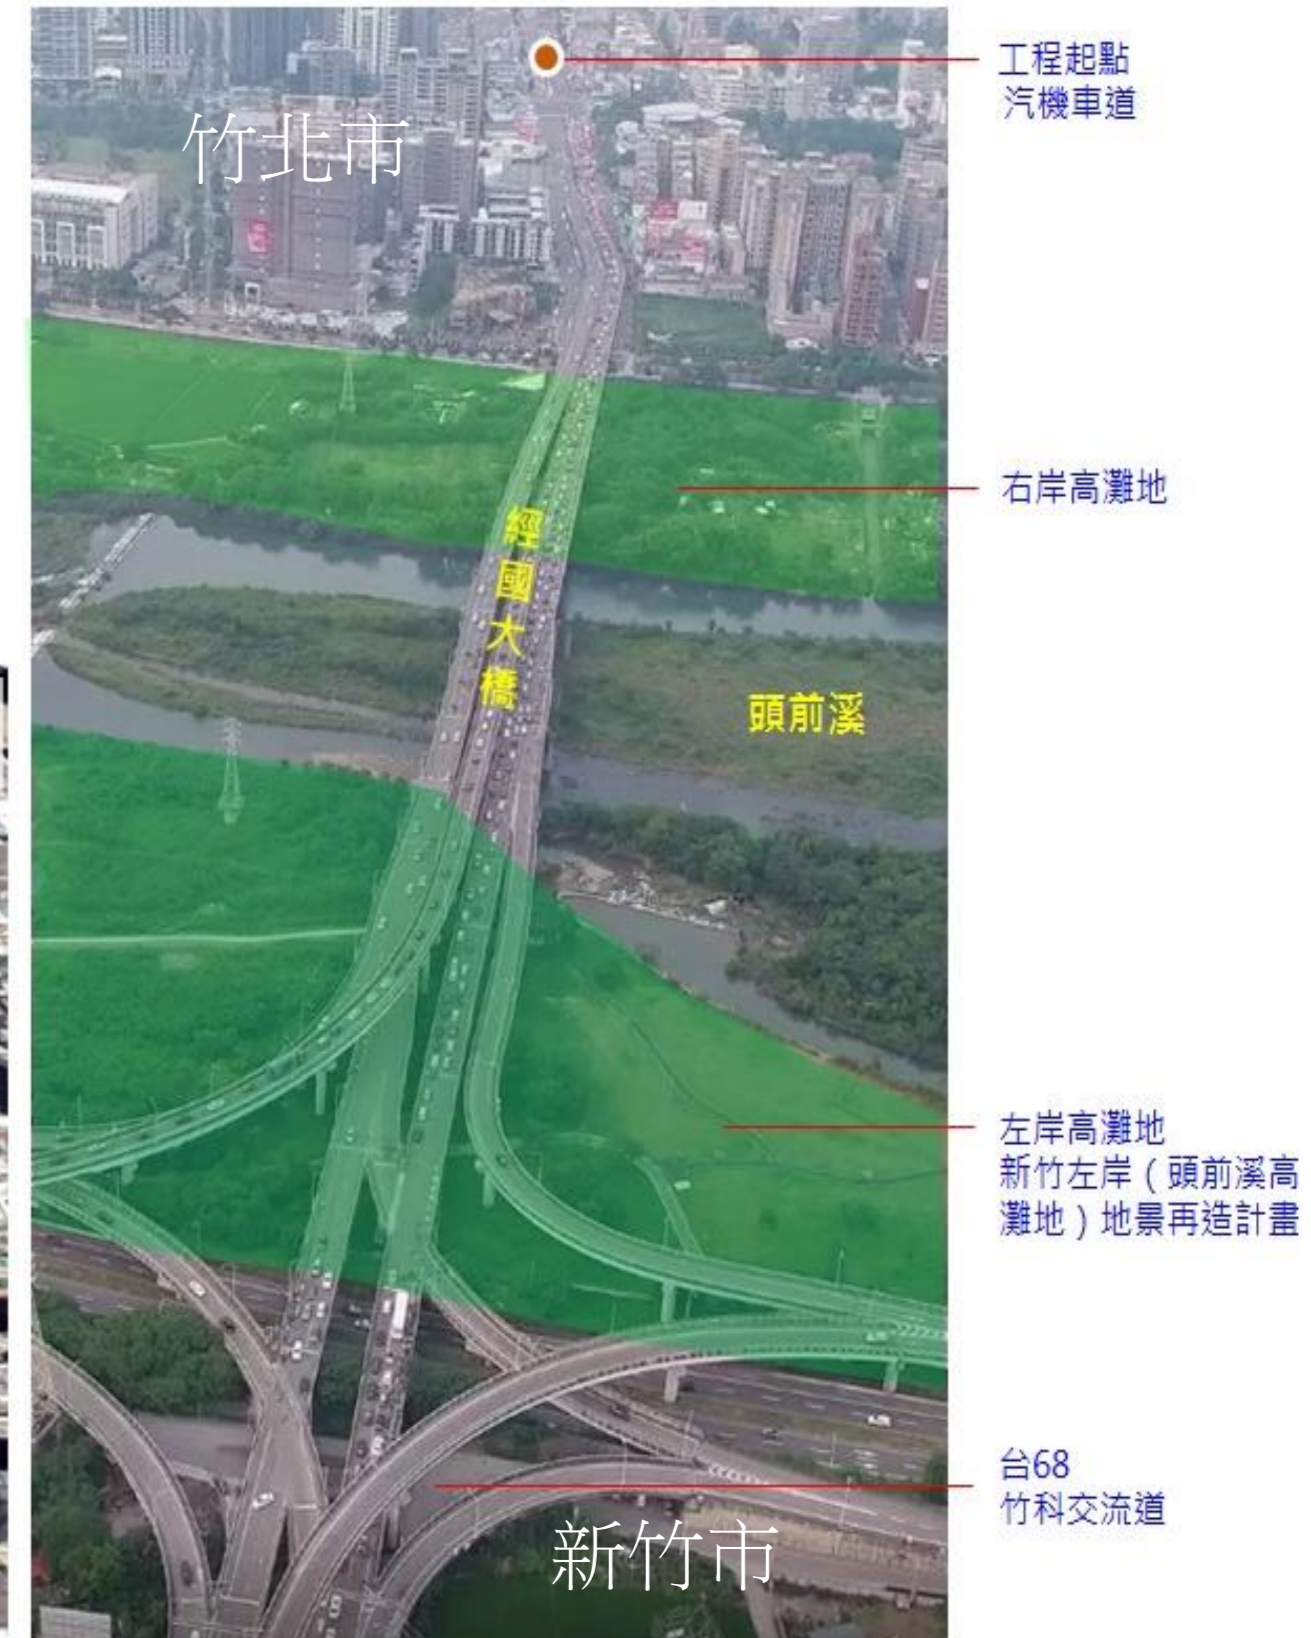 工程起點
汽機車道
竹北市
右岸高灘地
經國大橋
頭前溪
左岸高灘地
新竹左岸（頭前溪高
灘地）地景再造計畫
台68
竹科交流道
新竹市